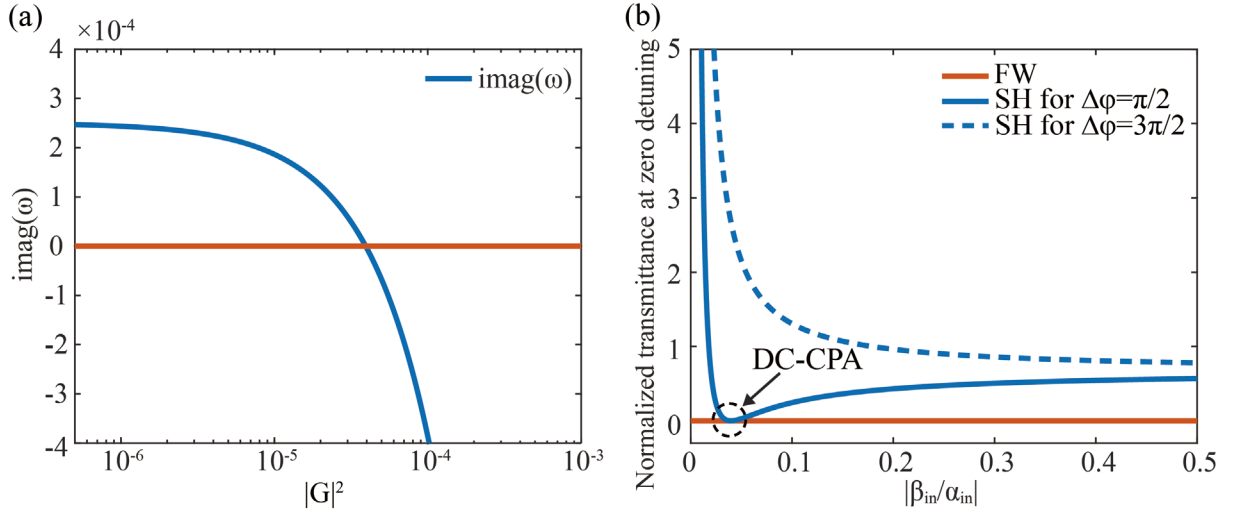 (a)
×10⁻⁴
4
3
2
1
0
-1
-2
-3
-4
imag(ω)
imag(ω)
10⁻⁶ 10⁻⁵ 10⁻⁴ 10⁻³
|G|²
(b)
Normalized transmittance at zero detuning
5
4
3
2
1
0
FW
SH for Δφ=π/2
SH for Δφ=3π/2
DC-CPA
0 0.1 0.2 0.3 0.4 0.5
|βᵢₙ/αᵢₙ|